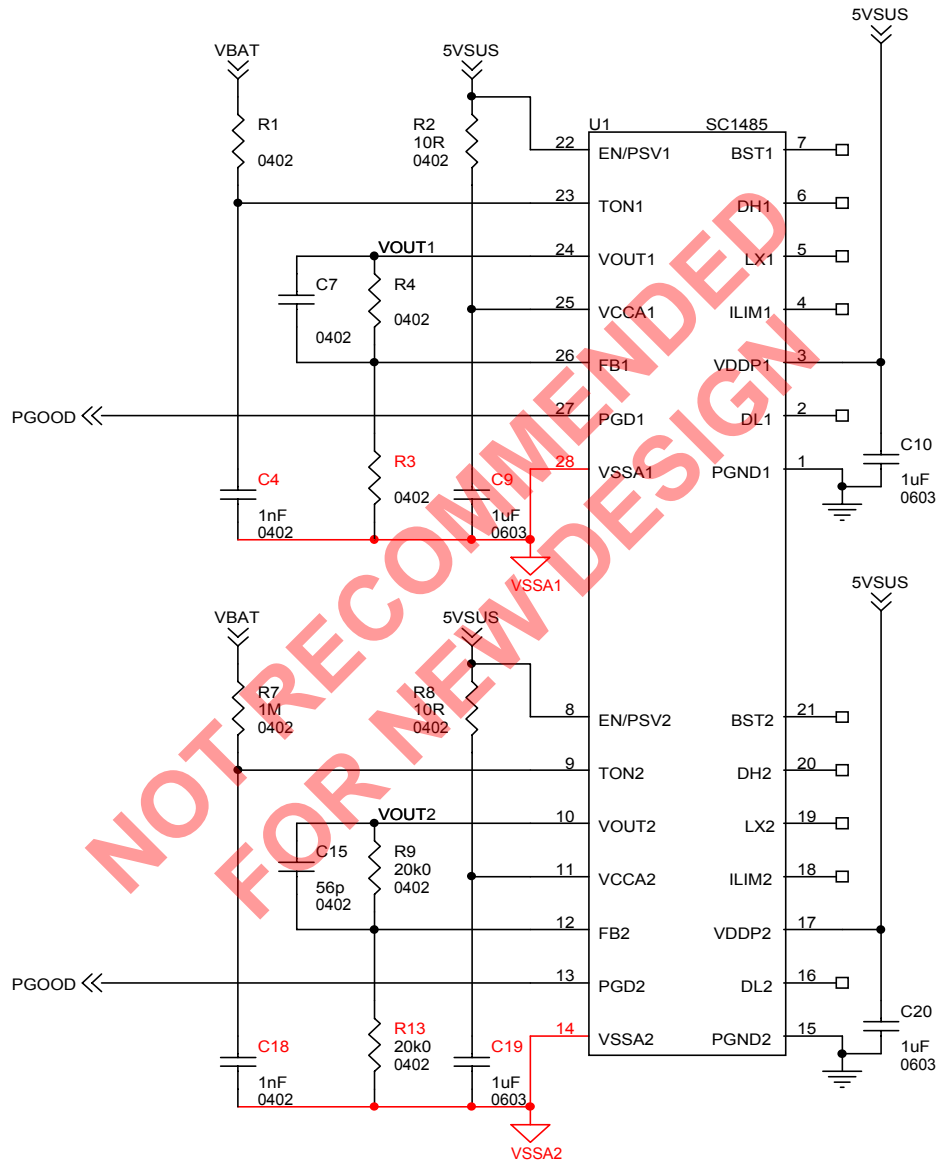 5VSUS
VBAT
5VSUS
U1
SC1485
R1
0402
R2
10R
0402
22
EN/PSV1
BST1
7
23
TON1
DH1
6
VOUT1
24
VOUT1
LX1
5
C7
0402
R4
0402
25
VCCA1
ILIM1
4
26
FB1
VDDP1
3
PGOOD
27
PGD1
DL1
2
C10
1uF
0603
R3
0402
28
VSSA1
PGND1
1
C4
1nF
0402
C9
1uF
0603
VSSA1
NOT RECOMMENDED
FOR NEW DESIGN
5VSUS
VBAT
5VSUS
R7
1M
0402
R8
10R
0402
8
EN/PSV2
BST2
21
9
TON2
DH2
20
VOUT2
10
VOUT2
LX2
19
C15
56p
0402
R9
20k0
0402
11
VCCA2
ILIM2
18
12
FB2
VDDP2
17
PGOOD
13
PGD2
DL2
16
C20
1uF
0603
R13
20k0
0402
14
VSSA2
PGND2
15
C18
1nF
0402
C19
1uF
0603
VSSA2